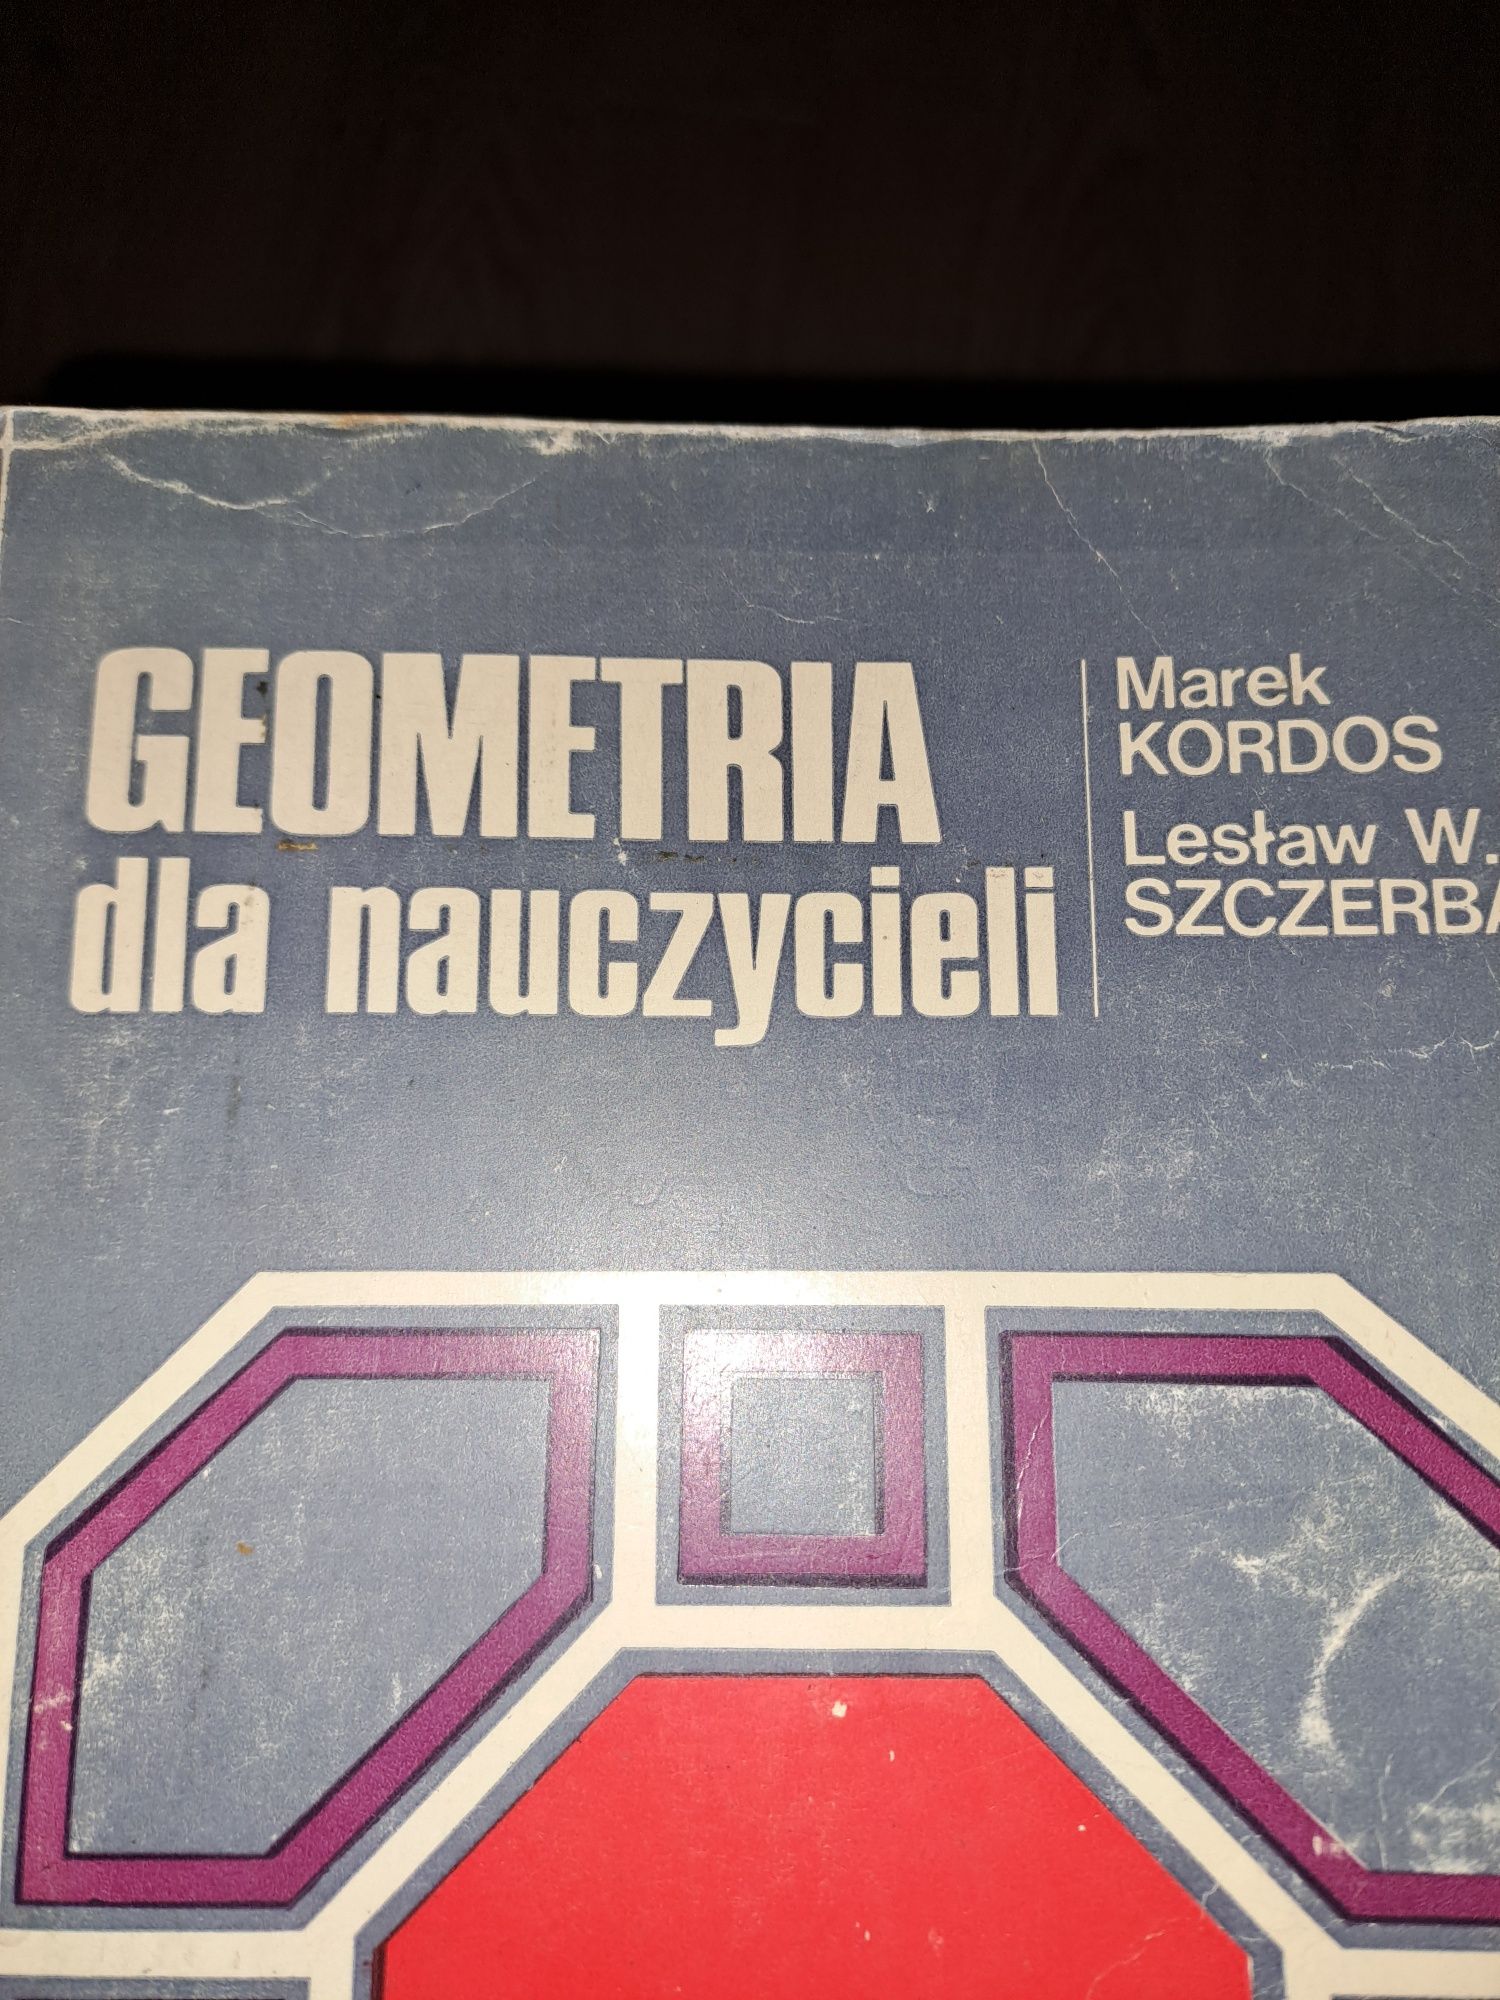 GEOMETRIA
dla nauczycieli
Marek
KORDOS
Lesław W.
SZCZERBA